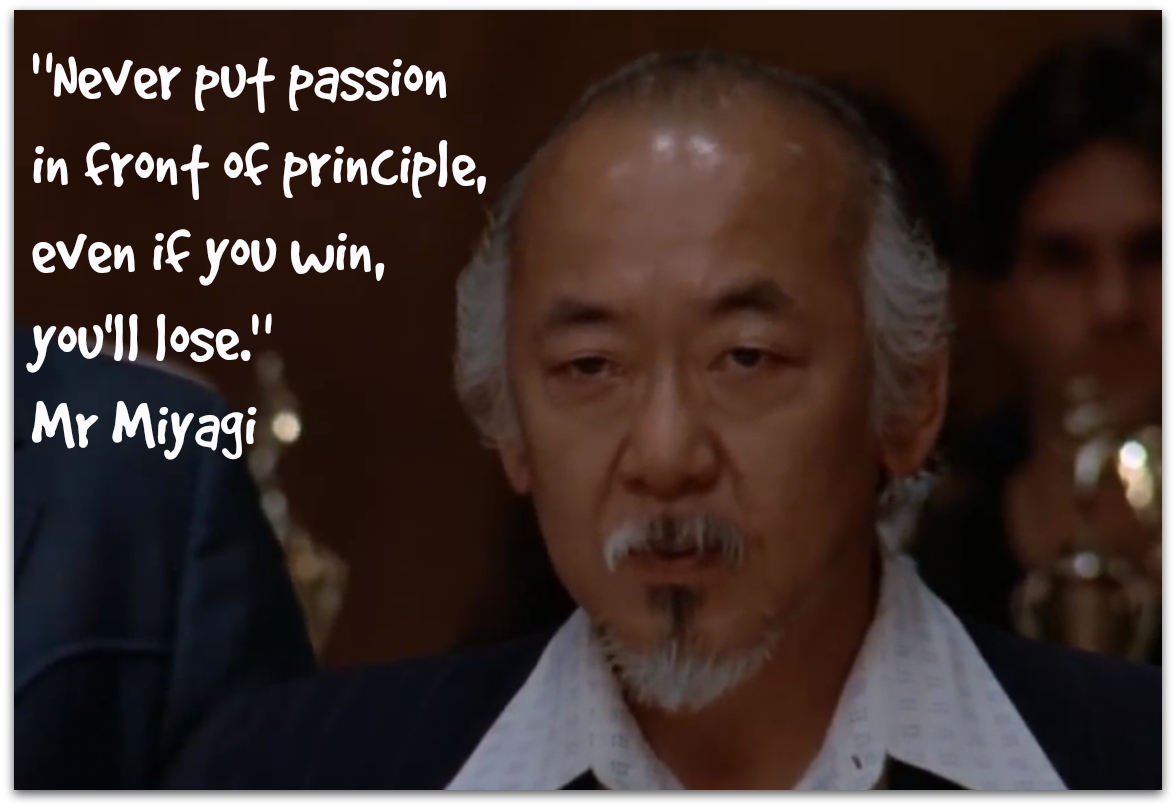 "Never put passion
in front of principle,
even if you win,
you'll lose."
Mr Miyagi